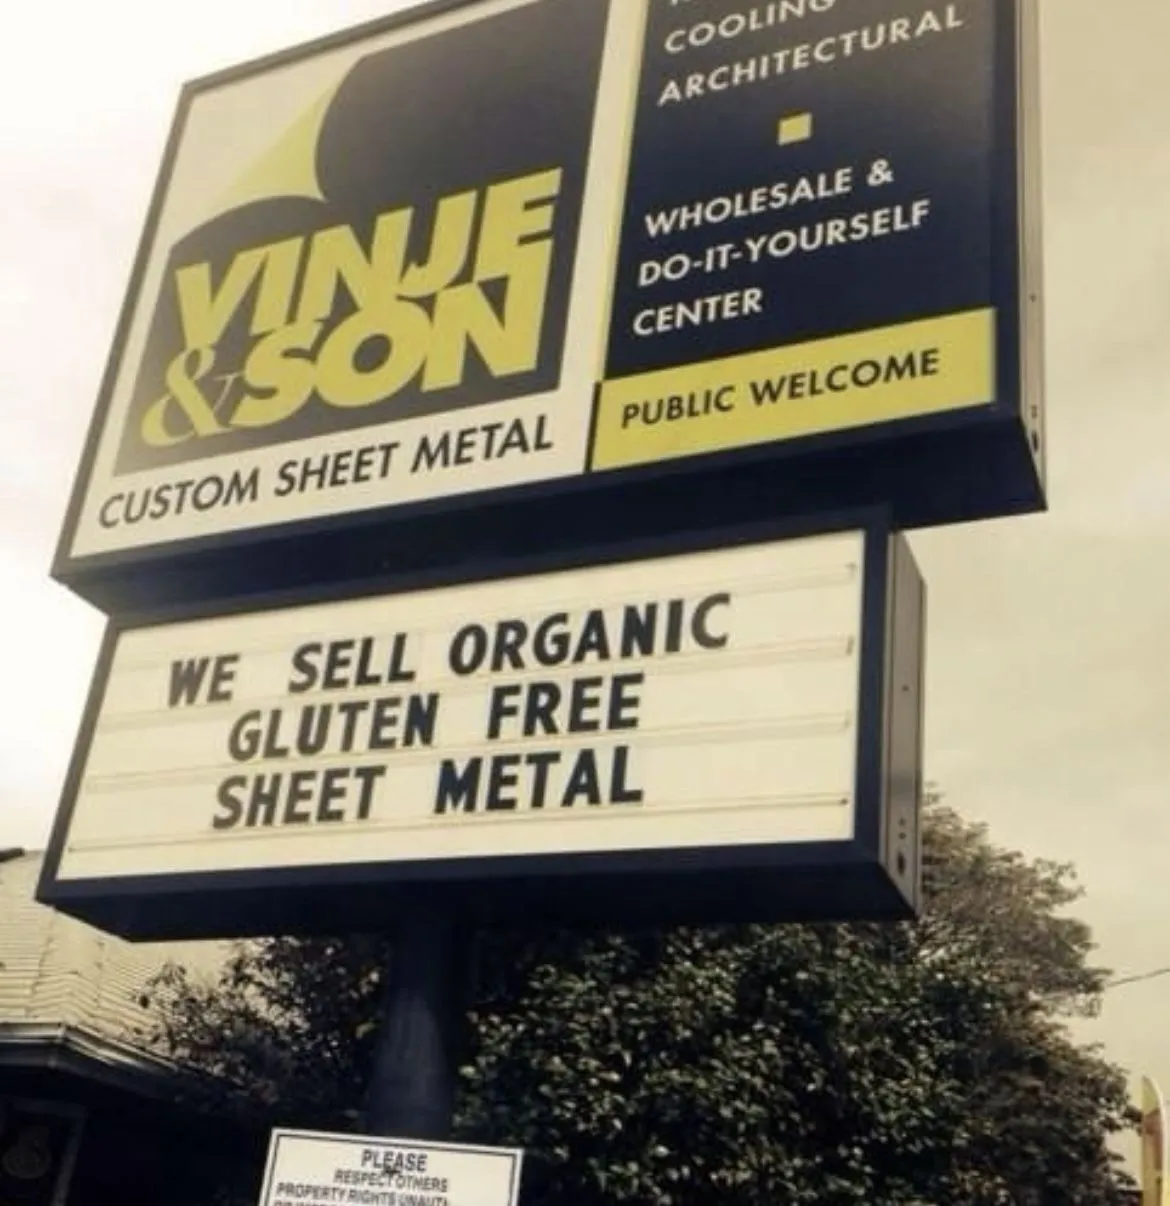 COOLING
ARCHITECTURAL
WHOLESALE &
DO-IT-YOURSELF
CENTER
PUBLIC WELCOME
VINJE
& SON
CUSTOM SHEET METAL
WE SELL ORGANIC
GLUTEN FREE
SHEET METAL
PLEASE
RESPECT OTHERS
PROPERTY RIGHTS